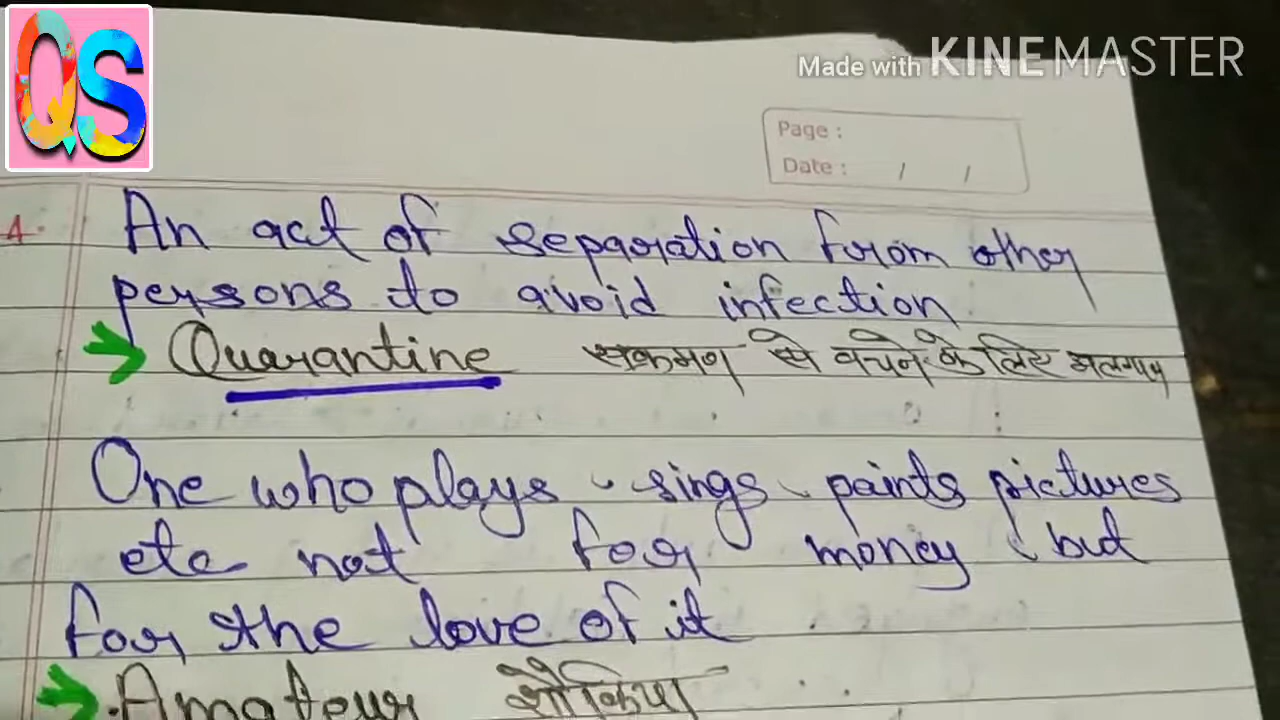 QS
Made with KINEMASTER
Page :
Date : / /
4. An act of separation from other
persons to avoid infection
Quarantine सक्रमण से बचने के लिए अलगाव
One who plays, sings, paints pictures
etc not for money, but
for the love of it
Amateur शौकिया